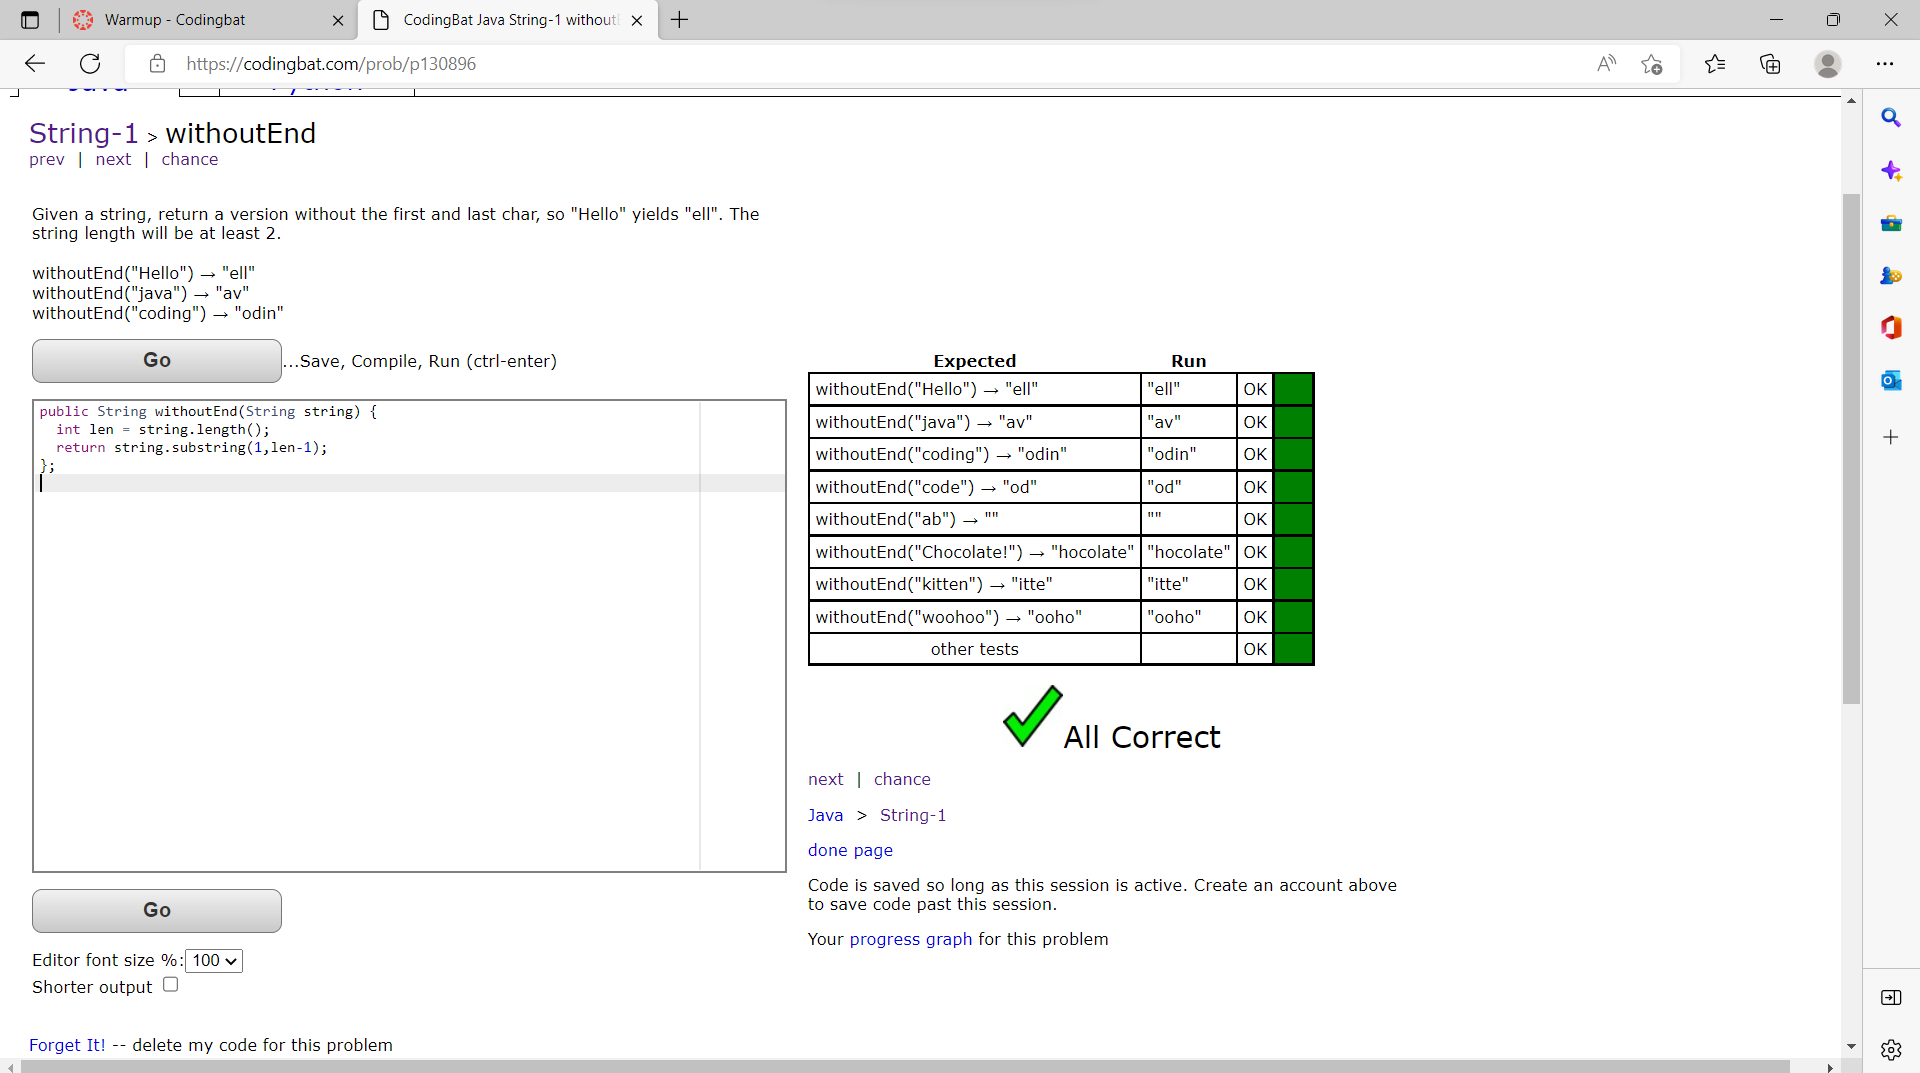 Warmup - Codingbat
CodingBat Java String-1 without
https://codingbat.com/prob/p130896
String-1 > withoutEnd
prev | next | chance
Given a string, return a version without the first and last char, so "Hello" yields "ell". The
string length will be at least 2.
withoutEnd("Hello") → "ell"
withoutEnd("java") → "av"
withoutEnd("coding") → "odin"
Go ...Save, Compile, Run (ctrl-enter)
public String withoutEnd(String string) {
int len = string.length();
return string.substring(1,len-1);
};
Go
Editor font size %: 100
Shorter output
Forget It! -- delete my code for this problem
Expected Run
withoutEnd("Hello") → "ell" "ell" OK
withoutEnd("java") → "av" "av" OK
withoutEnd("coding") → "odin" "odin" OK
withoutEnd("code") → "od" "od" OK
withoutEnd("ab") → "" "" OK
withoutEnd("Chocolate!") → "hocolate" "hocolate" OK
withoutEnd("kitten") → "itte" "itte" OK
withoutEnd("woohoo") → "ooho" "ooho" OK
other tests OK
All Correct
next | chance
Java > String-1
done page
Code is saved so long as this session is active. Create an account above
to save code past this session.
Your progress graph for this problem